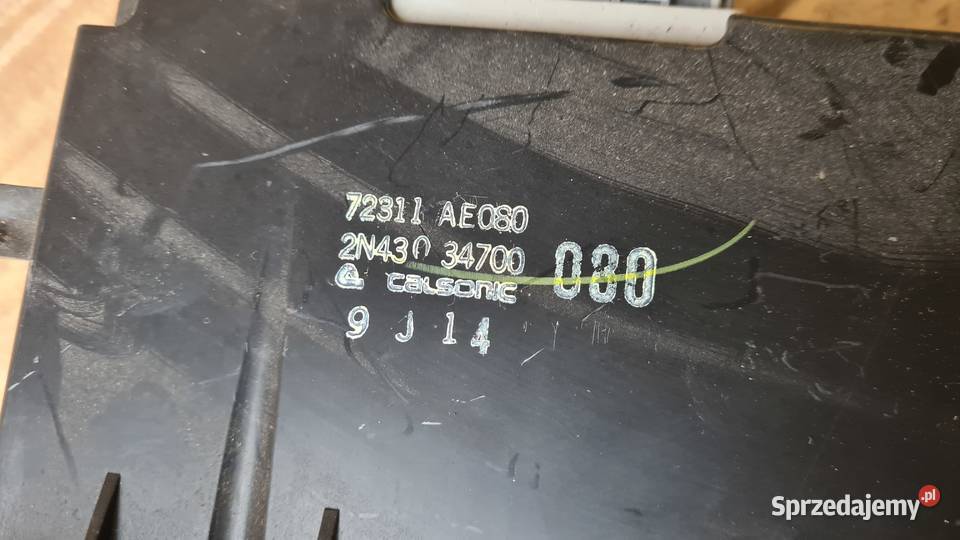 72311 AE080
2N430 34700
CALSONIC 080
9 J 14
Sprzedajemy.pl